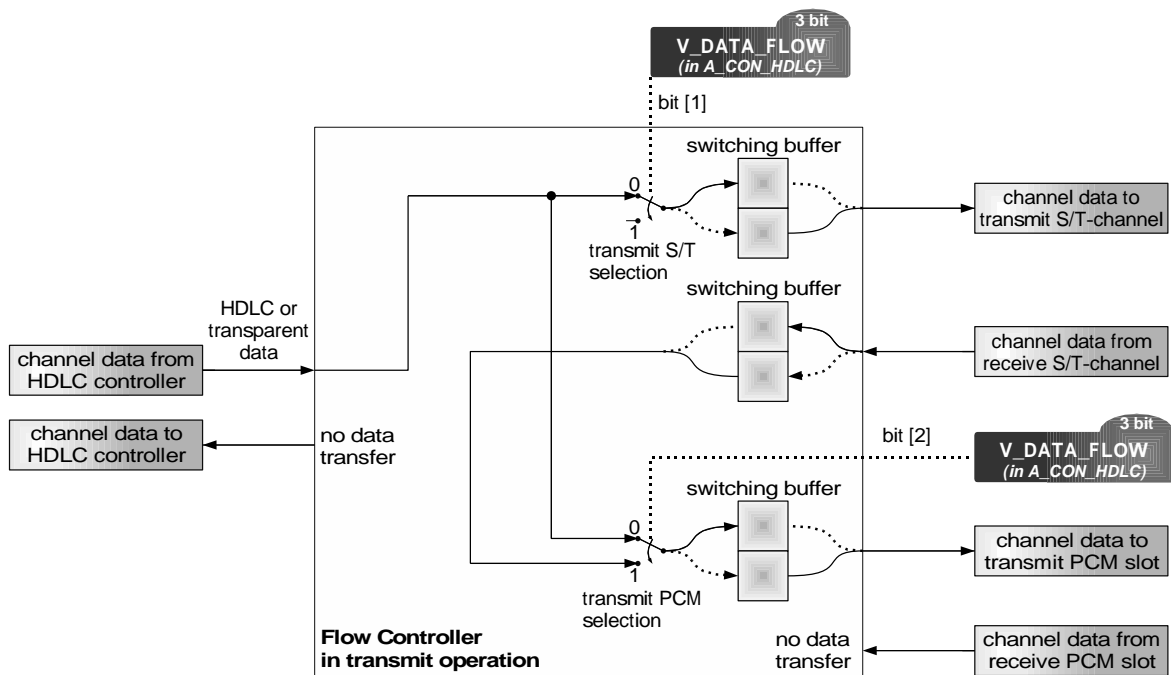 3 bit
V_DATA_FLOW
(in A_CON_HDLC)
bit [1]
switching buffer
0
1
transmit S/T
selection
channel data to
transmit S/T-channel
switching buffer
HDLC or
transparent
data
channel data from
HDLC controller
channel data from
receive S/T-channel
channel data to
HDLC controller
no data
transfer
bit [2]
3 bit
V_DATA_FLOW
(in A_CON_HDLC)
switching buffer
0
1
transmit PCM
selection
channel data to
transmit PCM slot
Flow Controller
in transmit operation
no data
transfer
channel data from
receive PCM slot